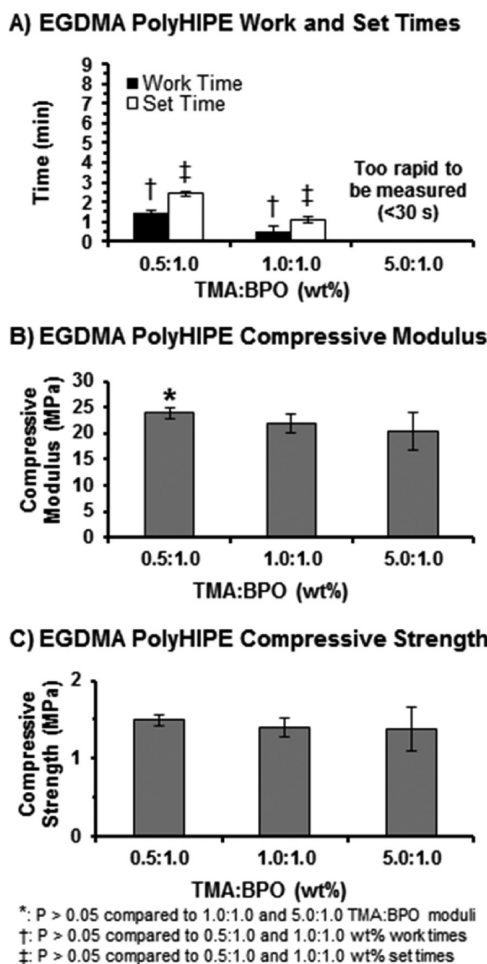 A) EGDMA PolyHIPE Work and Set Times
9
8
7
6
5
4
3
2
1
0
Time (min)
Work Time
Set Time
†
‡
†
‡
Too rapid to
be measured
(<30 s)
0.5:1.0 1.0:1.0 5.0:1.0
TMA:BPO (wt%)
B) EGDMA PolyHIPE Compressive Modulus
30
25
20
15
10
5
0
Compressive
Modulus (MPa)
*
0.5:1.0 1.0:1.0 5.0:1.0
TMA:BPO (wt%)
C) EGDMA PolyHIPE Compressive Strength
2
1
0
Compressive
Strength (MPa)
0.5:1.0 1.0:1.0 5.0:1.0
TMA:BPO (wt%)
*: P > 0.05 compared to 1.0:1.0 and 5.0:1.0 TMA:BPO moduli
†: P > 0.05 compared to 0.5:1.0 and 1.0:1.0 wt% work times
‡: P > 0.05 compared to 0.5:1.0 and 1.0:1.0 wt% set times